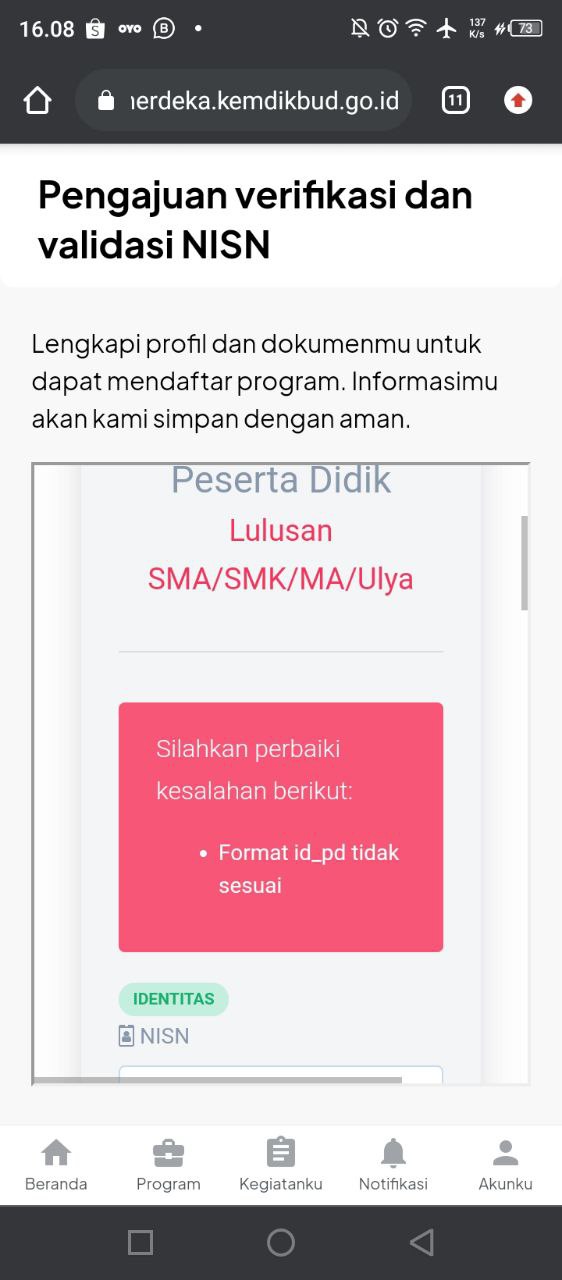 16.08 S OVO B 137 K/s 73
nerdeka.kemdikbud.go.id 11
Pengajuan verifikasi dan
validasi NISN
Lengkapi profil dan dokumenmu untuk
dapat mendaftar program. Informasimu
akan kami simpan dengan aman.
Peserta Didik
Lulusan
SMA/SMK/MA/Ulya
Silahkan perbaiki
kesalahan berikut:
• Format id_pd tidak
sesuai
IDENTITAS
NISN
Beranda Program Kegiatanku Notifikasi Akunku